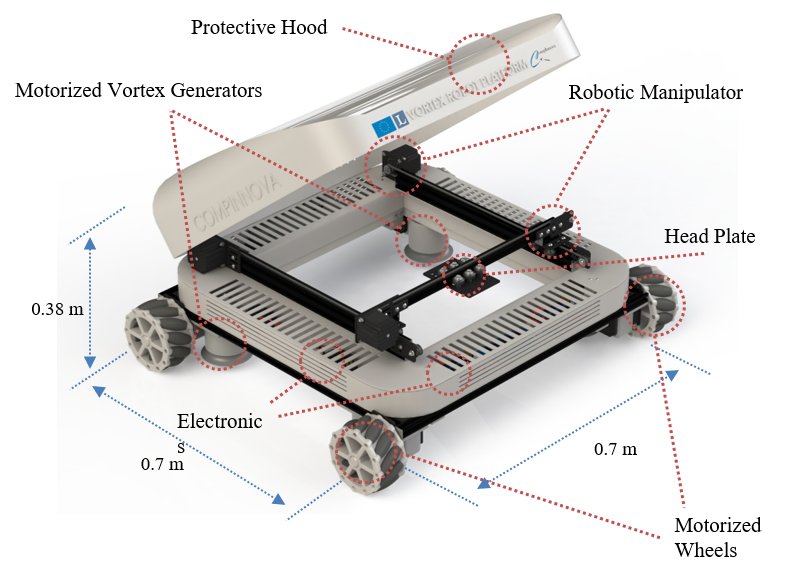 Protective Hood
Motorized Vortex Generators
Robotic Manipulator
L VORTEX ROBOT PLATFORM
COMPINNOVA
Head Plate
0.38 m
Electronic
s
0.7 m
0.7 m
Motorized
Wheels